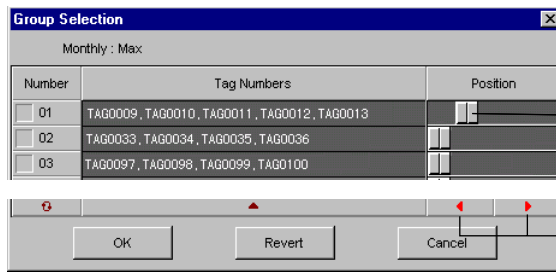 Group Selection
Monthly : Max
Number Tag Numbers Position
01 TAG0009, TAG0010, TAG0011, TAG0012, TAG0013
02 TAG0033, TAG0034, TAG0035, TAG0036
03 TAG0097, TAG0098, TAG0099, TAG0100
OK Revert Cancel